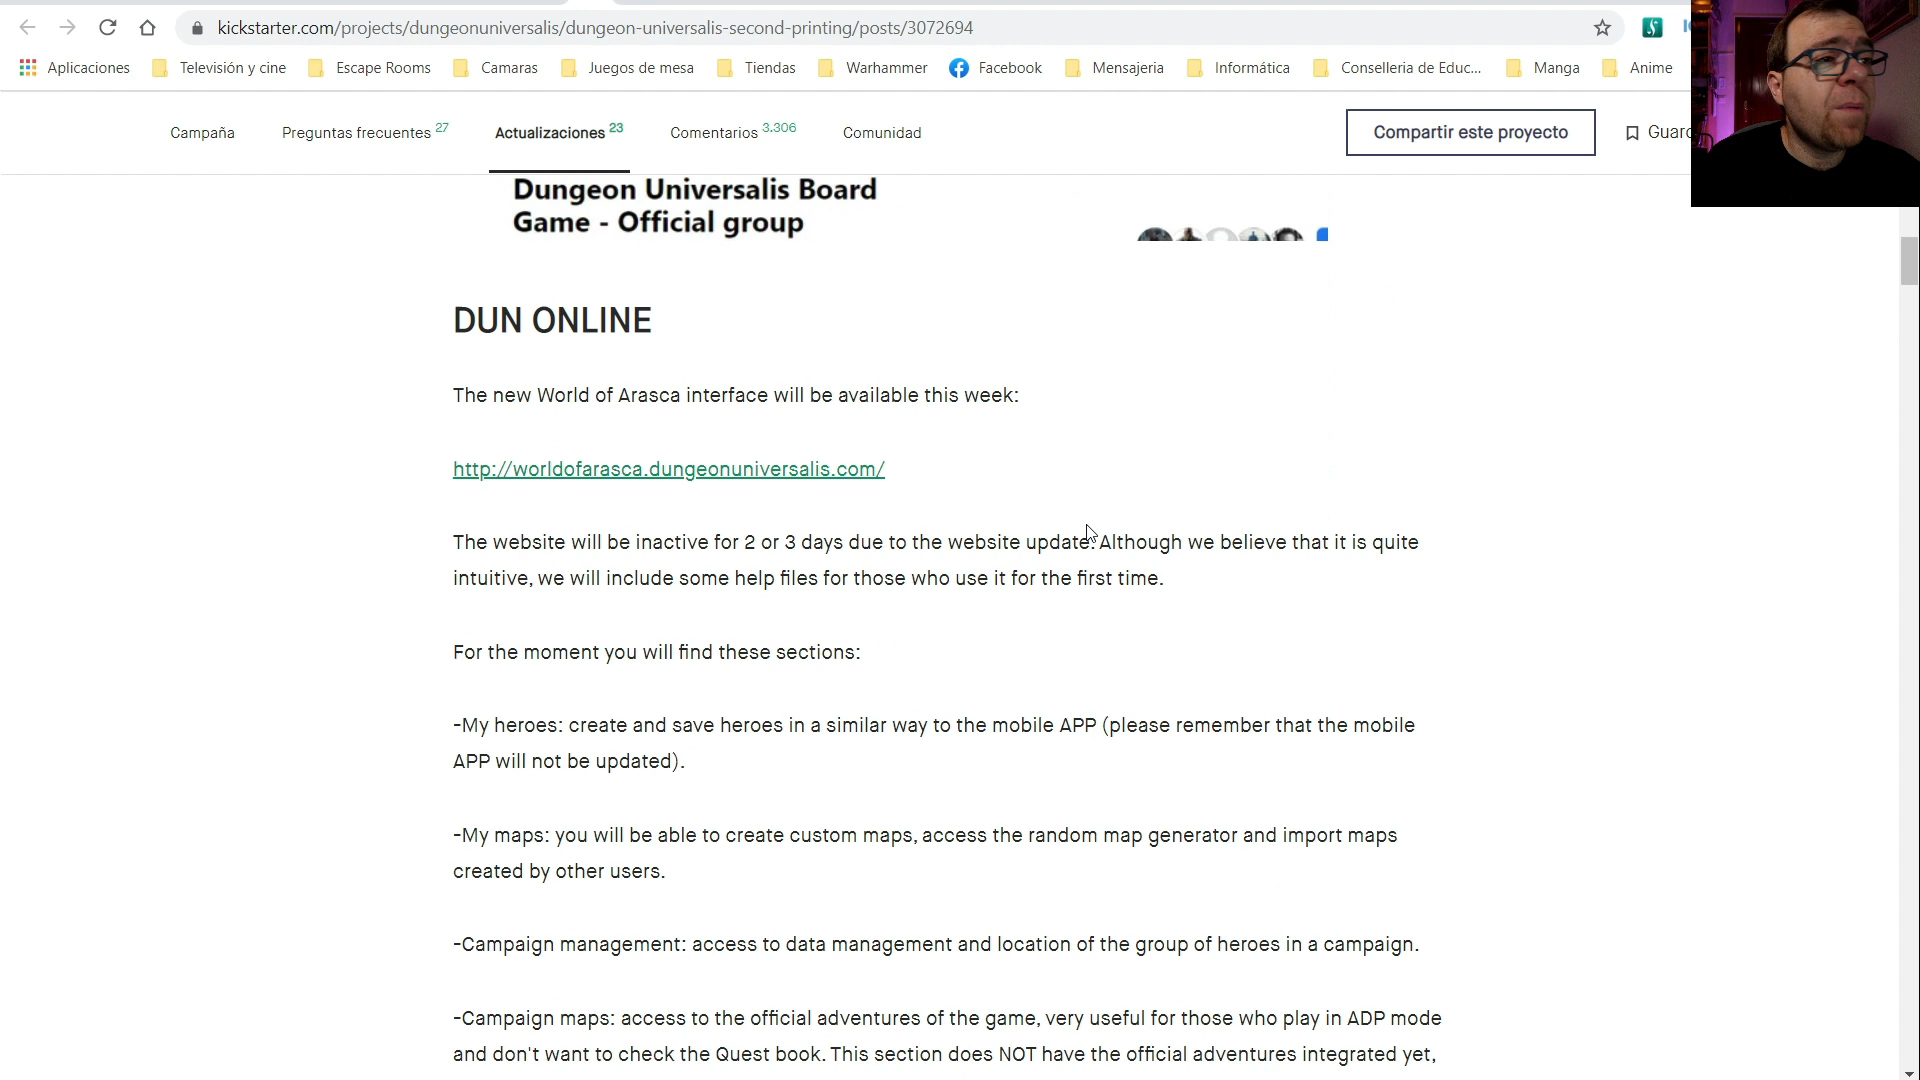 kickstarter.com/projects/dungeonuniversalis/dungeon-universalis-second-printing/posts/3072694
Aplicaciones Televisión y cine Escape Rooms Camaras Juegos de mesa Tiendas Warhammer Facebook Mensajeria Informática Conselleria de Educ... Manga Anime
Campaña Preguntas frecuentes 27 Actualizaciones 23 Comentarios 3.306 Comunidad Compartir este proyecto
Dungeon Universalis Board
Game - Official group
DUN ONLINE
The new World of Arasca interface will be available this week:
http://worldofarasca.dungeonuniversalis.com/
The website will be inactive for 2 or 3 days due to the website update. Although we believe that it is quite
intuitive, we will include some help files for those who use it for the first time.
For the moment you will find these sections:
-My heroes: create and save heroes in a similar way to the mobile APP (please remember that the mobile
APP will not be updated).
-My maps: you will be able to create custom maps, access the random map generator and import maps
created by other users.
-Campaign management: access to data management and location of the group of heroes in a campaign.
-Campaign maps: access to the official adventures of the game, very useful for those who play in ADP mode
and don't want to check the Quest book. This section does NOT have the official adventures integrated yet,